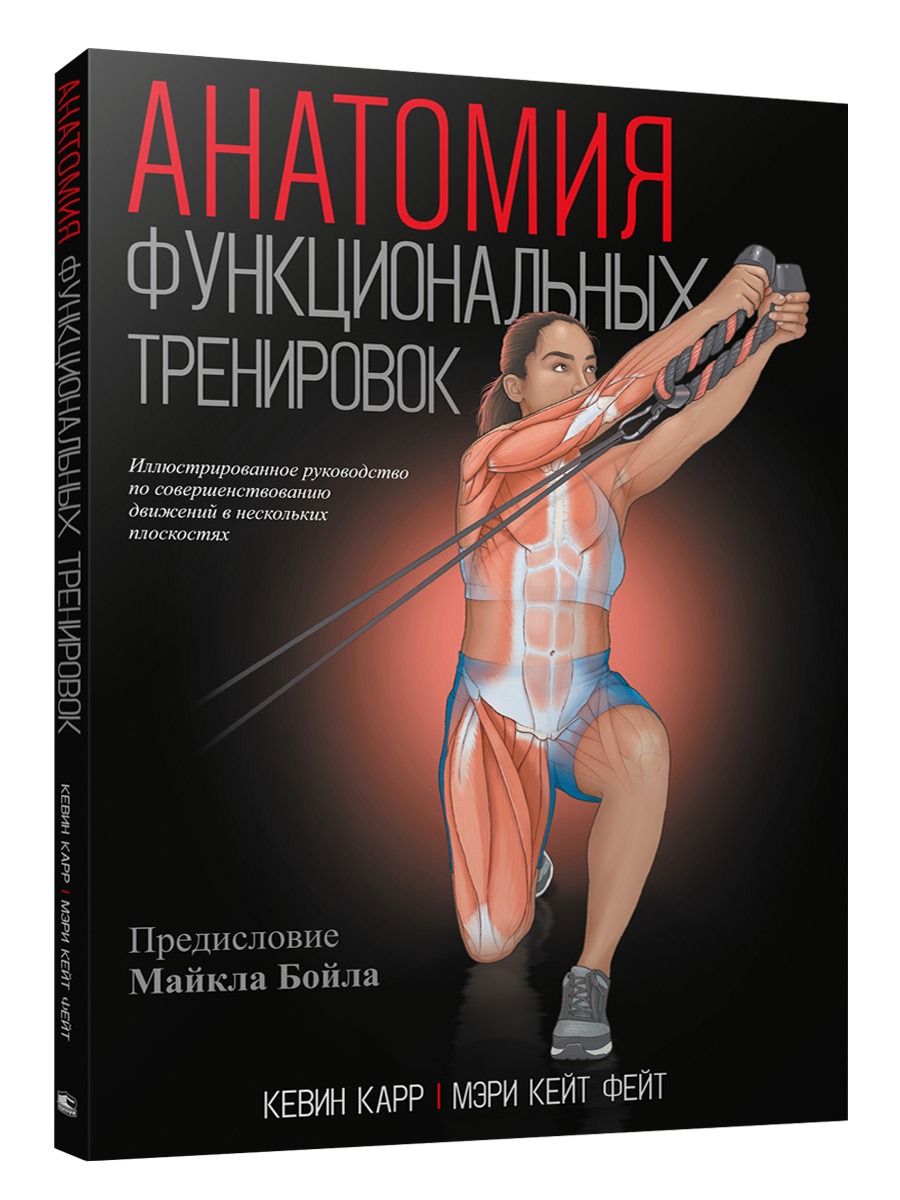 АНАТОМИЯ
ФУНКЦИОНАЛЬНЫХ
ТРЕНИРОВОК
Иллюстрированное руководство
по совершенствованию
движений в нескольких
плоскостях
Предисловие
Майкла Бойла
КЕВИН КАРР | МЭРИ КЕЙТ ФЕЙТ
АНАТОМИЯ ФУНКЦИОНАЛЬНЫХ ТРЕНИРОВОК
КЕВИН КАРР | МЭРИ КЕЙТ ФЕЙТ